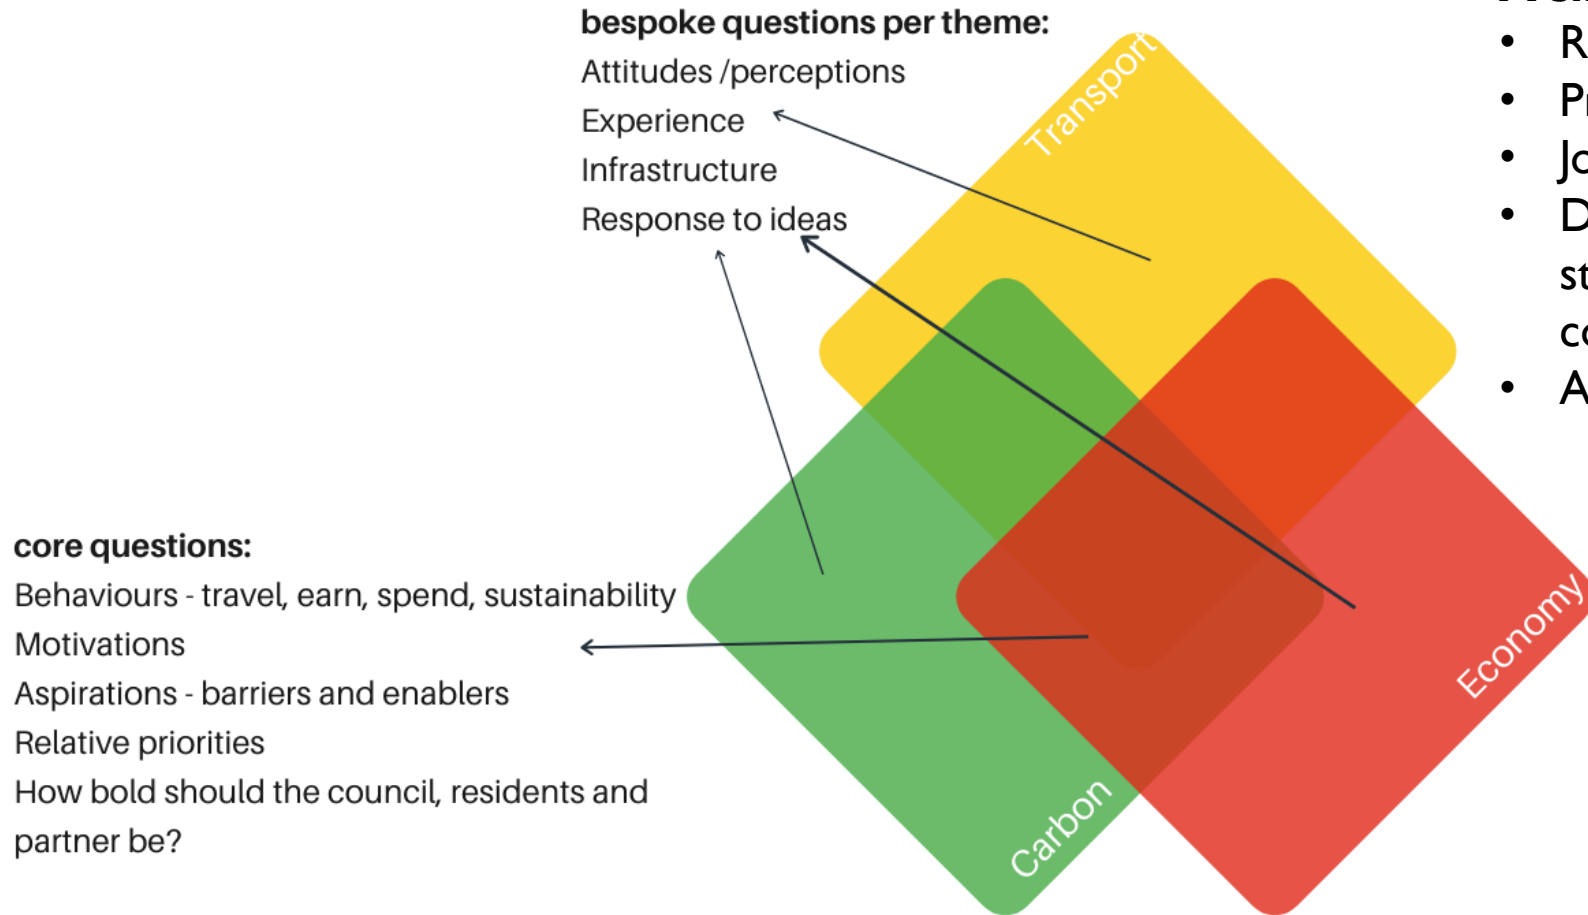 bespoke questions per theme:
Attitudes /perceptions
Experience
Infrastructure
Response to ideas
Transport
core questions:
Behaviours - travel, earn, spend, sustainability
Motivations
Aspirations - barriers and enablers
Relative priorities
How bold should the council, residents and
partner be?
Carbon
Economy